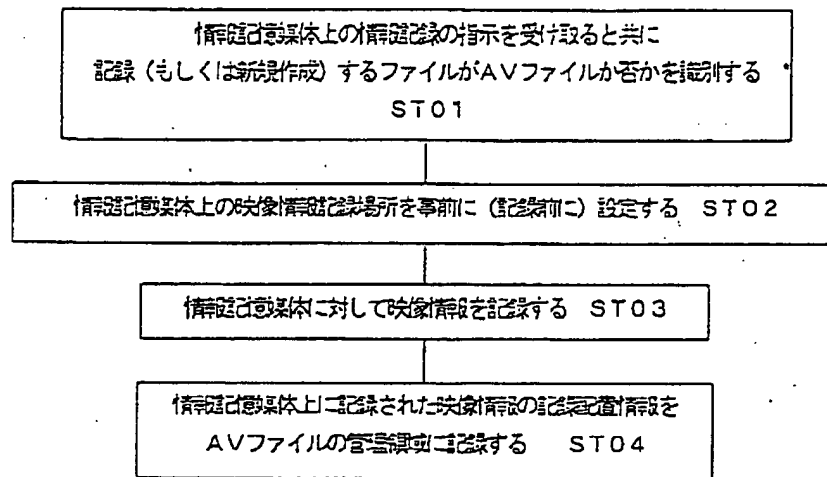 情報記憶媒体上の情報記録の指示を受け取ると共に
記録（もしくは新規作成）するファイルがAVファイルか否かを識別する
ST01
情報記憶媒体上の映像情報記録場所を事前に（記録前に）設定する ST02
情報記憶媒体に対して映像情報を記録する ST03
情報記憶媒体上に記録された映像情報の記録配置情報を
AVファイルの管理領域に記録する ST04